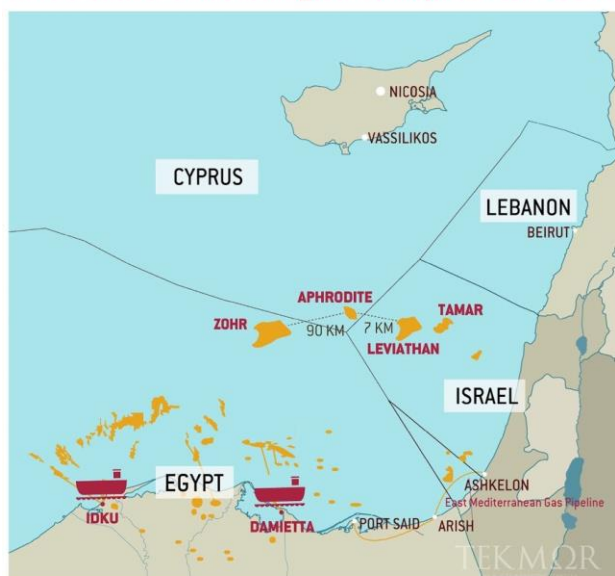 NICOSIA
VASSILIKOS
CYPRUS
LEBANON
BEIRUT
APHRODITE
ZOHR
TAMAR
90 KM
7 KM
LEVIATHAN
ISRAEL
EGYPT
ASHKELON
East Mediterranean Gas Pipeline
IDKU
DAMIETTA
PORT SAID
ARISH
TEKMOR